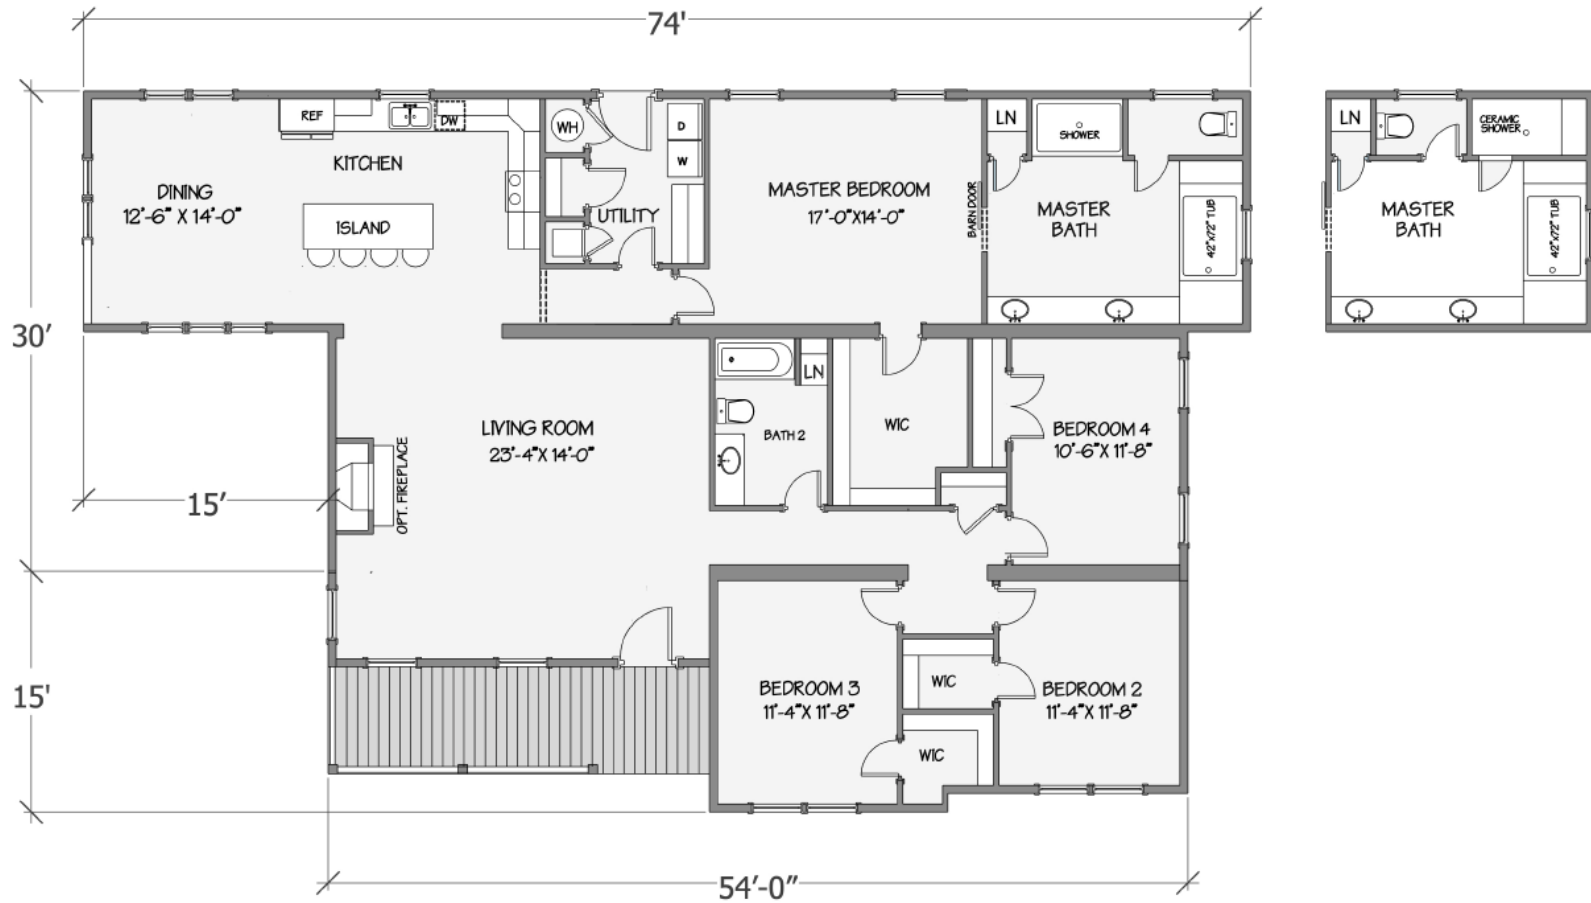 74'
REF
DW
WH
D
W
LN
SHOWER
LN
CERAMIC
SHOWER
KITCHEN
DINING
12'-6" X 14'-0"
ISLAND
UTILITY
MASTER BEDROOM
17'-0"X14'-0"
BARN DOOR
MASTER
BATH
42"x72" TUB
MASTER
BATH
42"x72" TUB
30'
LIVING ROOM
23'-4"X 14'-0"
OPT. FIREPLACE
LN
BATH 2
WIC
BEDROOM 4
10'-6"X 11'-8"
15'
15'
BEDROOM 3
11'-4"X 11'-8"
WIC
BEDROOM 2
11'-4"X 11'-8"
WIC
54'-0"